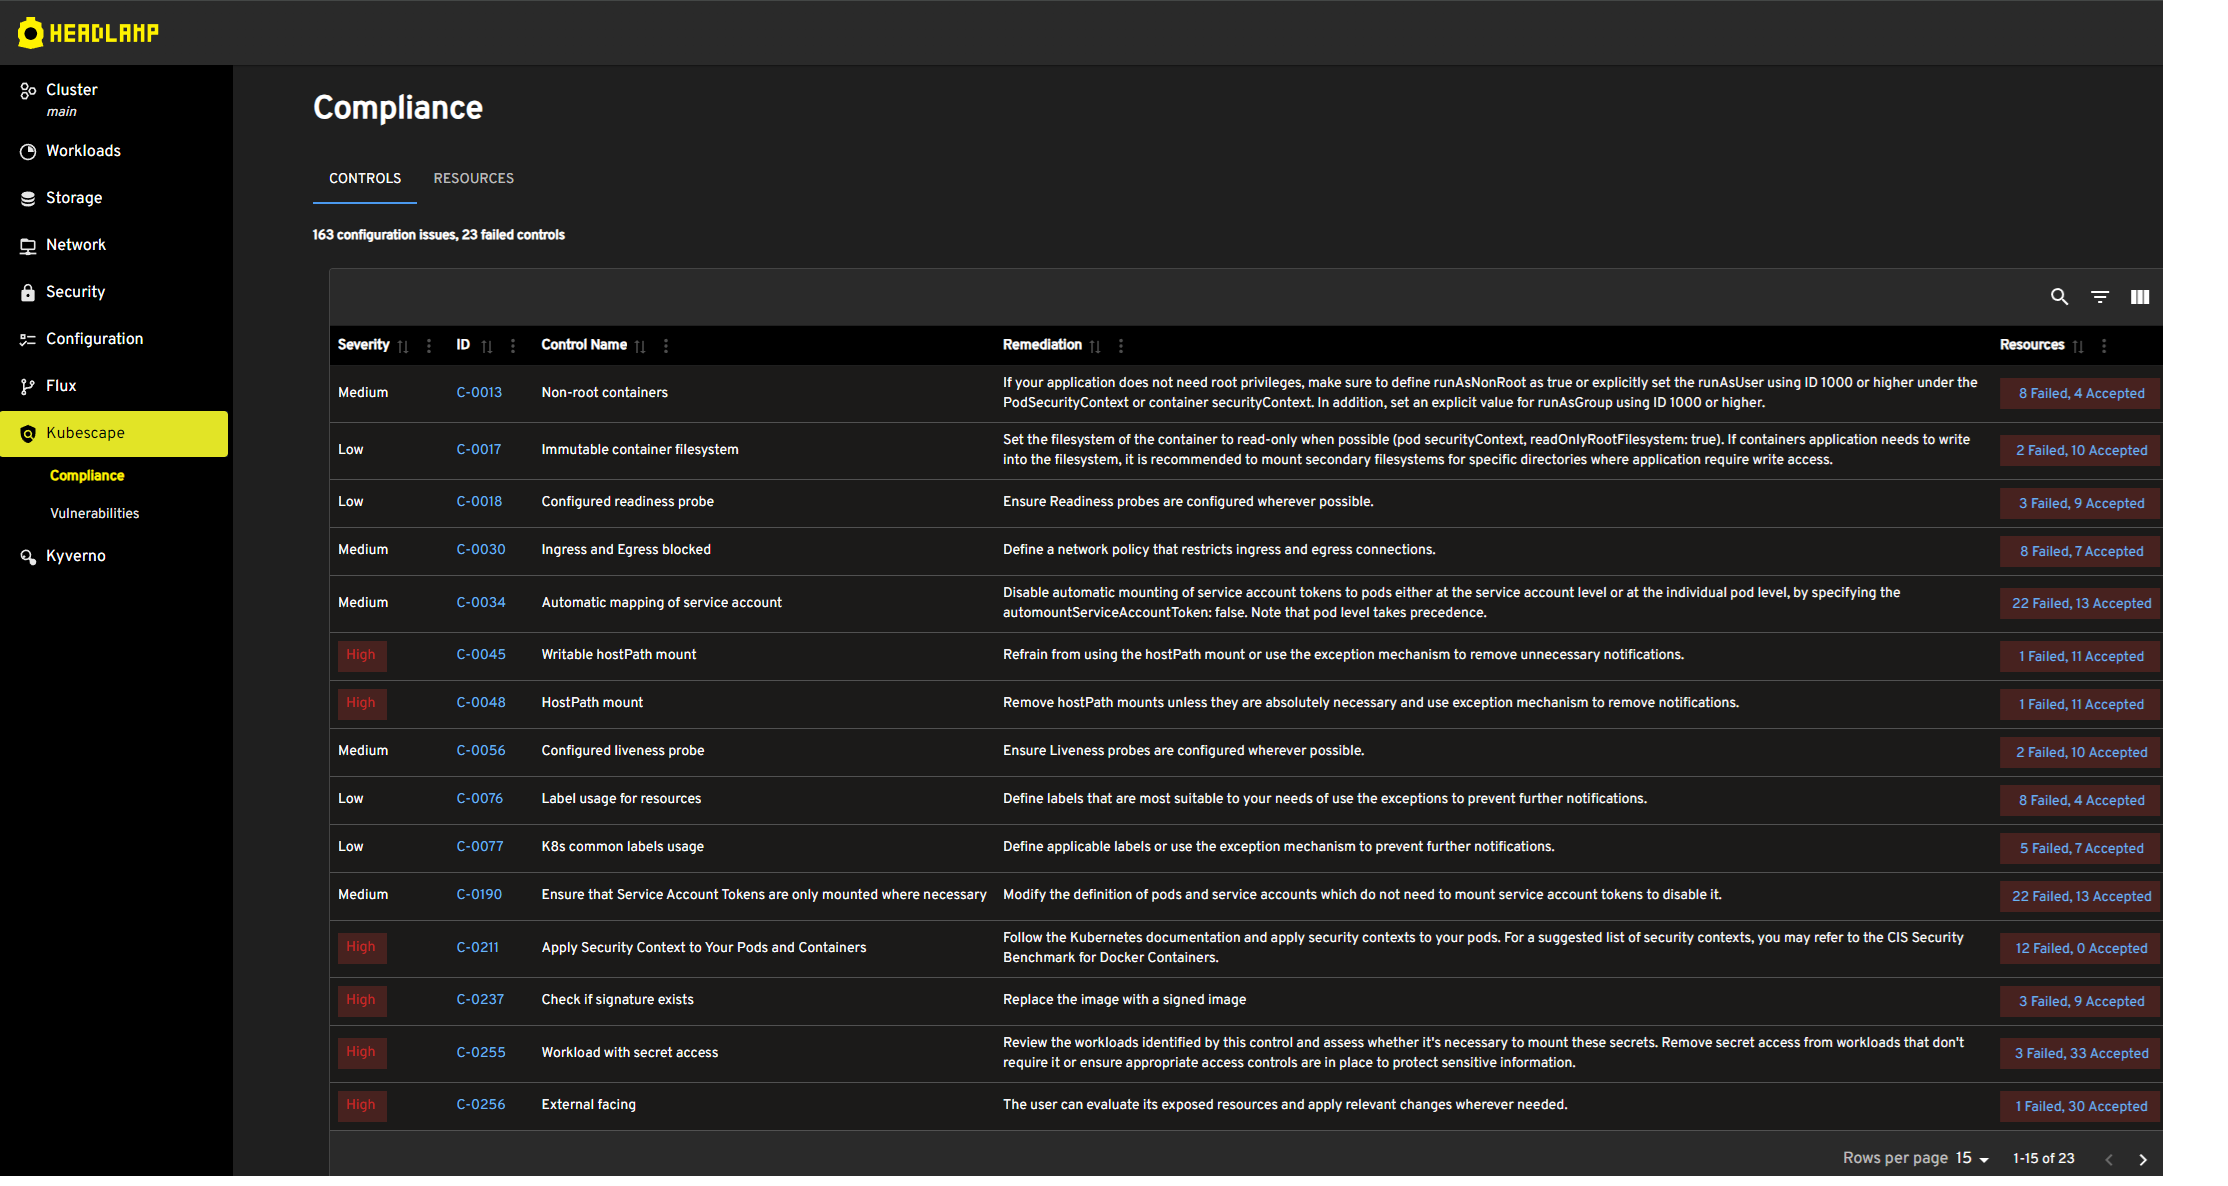 HEADLAMP
Cluster
main
Workloads
Storage
Network
Security
Configuration
Flux
Kubescape
Compliance
Vulnerabilities
Kyverno
Compliance
CONTROLS RESOURCES
163 configuration issues, 23 failed controls
Severity ID Control Name Remediation Resources
Medium C-0013 Non-root containers If your application does not need root privileges, make sure to define runAsNonRoot as true or explicitly set the runAsUser using ID 1000 or higher under the
PodSecurityContext or container securityContext. In addition, set an explicit value for runAsGroup using ID 1000 or higher. 8 Failed, 4 Accepted
Low C-0017 Immutable container filesystem Set the filesystem of the container to read-only when possible (pod securityContext, readOnlyRootFilesystem: true). If containers application needs to write
into the filesystem, it is recommended to mount secondary filesystems for specific directories where application require write access. 2 Failed, 10 Accepted
Low C-0018 Configured readiness probe Ensure Readiness probes are configured wherever possible. 3 Failed, 9 Accepted
Medium C-0030 Ingress and Egress blocked Define a network policy that restricts ingress and egress connections. 8 Failed, 7 Accepted
Medium C-0034 Automatic mapping of service account Disable automatic mounting of service account tokens to pods either at the service account level or at the individual pod level, by specifying the
automountServiceAccountToken: false. Note that pod level takes precedence. 22 Failed, 13 Accepted
High C-0045 Writable hostPath mount Refrain from using the hostPath mount or use the exception mechanism to remove unnecessary notifications. 1 Failed, 11 Accepted
High C-0048 HostPath mount Remove hostPath mounts unless they are absolutely necessary and use exception mechanism to remove notifications. 1 Failed, 11 Accepted
Medium C-0056 Configured liveness probe Ensure Liveness probes are configured wherever possible. 2 Failed, 10 Accepted
Low C-0076 Label usage for resources Define labels that are most suitable to your needs of use the exceptions to prevent further notifications. 8 Failed, 4 Accepted
Low C-0077 K8s common labels usage Define applicable labels or use the exception mechanism to prevent further notifications. 5 Failed, 7 Accepted
Medium C-0190 Ensure that Service Account Tokens are only mounted where necessary Modify the definition of pods and service accounts which do not need to mount service account tokens to disable it. 22 Failed, 13 Accepted
High C-0211 Apply Security Context to Your Pods and Containers Follow the Kubernetes documentation and apply security contexts to your pods. For a suggested list of security contexts, you may refer to the CIS Security
Benchmark for Docker Containers. 12 Failed, 0 Accepted
High C-0237 Check if signature exists Replace the image with a signed image 3 Failed, 9 Accepted
High C-0255 Workload with secret access Review the workloads identified by this control and assess whether it's necessary to mount these secrets. Remove secret access from workloads that don't
require it or ensure appropriate access controls are in place to protect sensitive information. 3 Failed, 33 Accepted
High C-0256 External facing The user can evaluate its exposed resources and apply relevant changes wherever needed. 1 Failed, 30 Accepted
Rows per page 15 1-15 of 23